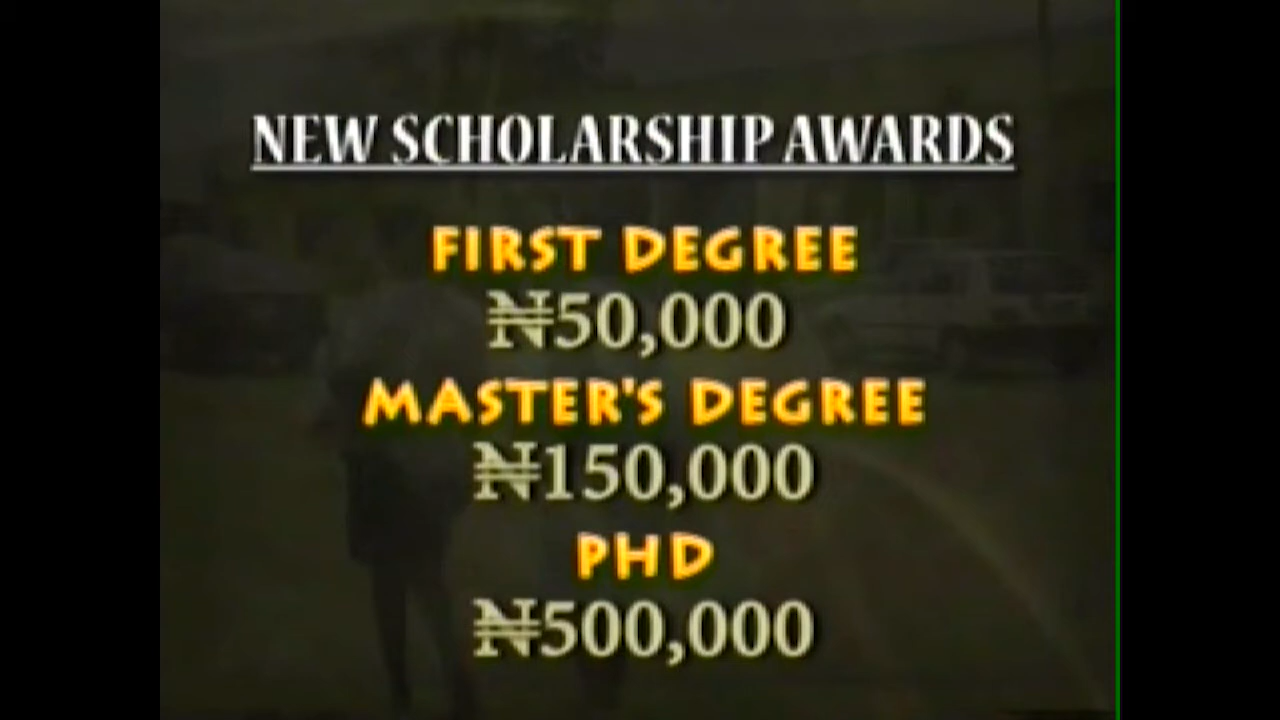 NEW SCHOLARSHIP AWARDS
FIRST DEGREE
₦50,000
MASTER'S DEGREE
₦150,000
PHD
₦500,000